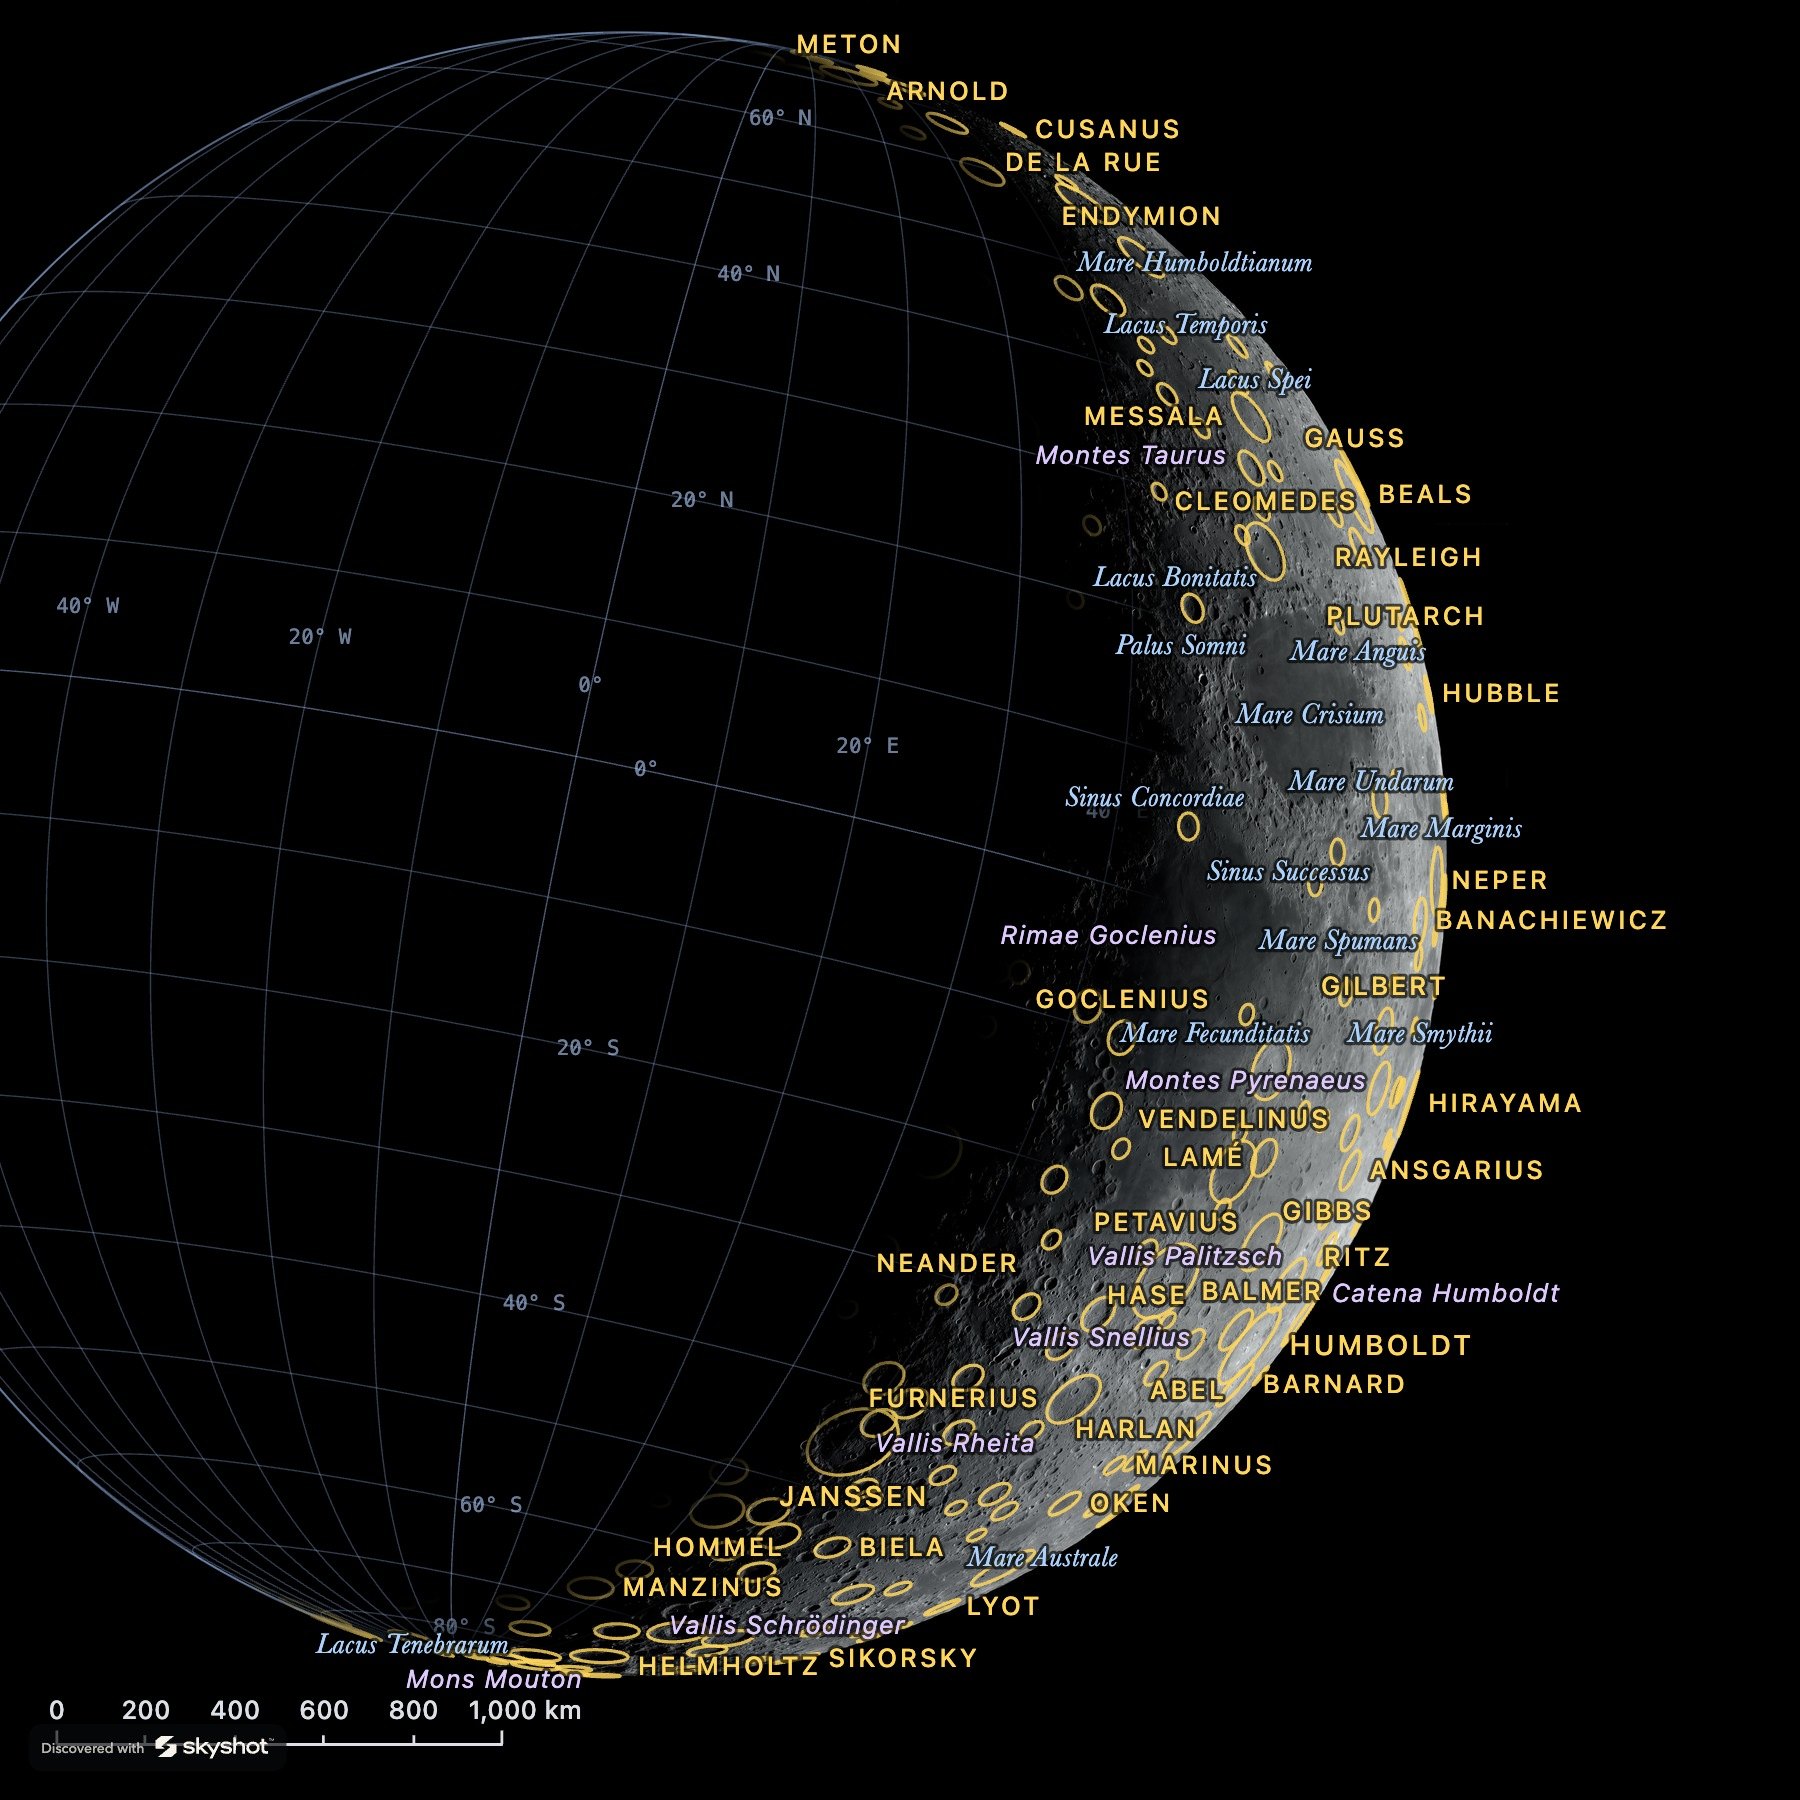 METON
ARNOLD
60° N
CUSANUS
DE LA RUE
ENDYMION
Mare Humboldtianum
40° N
Lacus Temporis
Lacus Spei
MESSALA
GAUSS
Montes Taurus
BEALS
20° N
CLEOMEDES
RAYLEIGH
Lacus Bonitatis
40° W
PLUTARCH
20° W
Palus Somni
Mare Anguis
0°
HUBBLE
Mare Crisium
20° E
0°
Mare Undarum
Sinus Concordiae
40° E
Mare Marginis
Sinus Successus
NEPER
BANACHIEWICZ
Rimae Goclenius
Mare Spumans
GILBERT
GOCLENIUS
Mare Fecunditatis
Mare Smythii
20° S
Montes Pyrenaeus
HIRAYAMA
VENDELINUS
LAMÉ
ANSGARIUS
GIBBS
PETAVIUS
Vallis Palitzsch
RITZ
NEANDER
HASE
BALMER
Catena Humboldt
40° S
Vallis Snellius
HUMBOLDT
BARNARD
ABEL
FURNERIUS
HARLAN
Vallis Rheita
MARINUS
JANSSEN
OKEN
60° S
HOMMEL
BIELA
Mare Australe
MANZINUS
LYOT
Vallis Schrödinger
80° S
Lacus Tenebrarum
SIKORSKY
HELMHOLTZ
Mons Mouton
0 200 400 600 800 1,000 km
Discovered with skyshot™